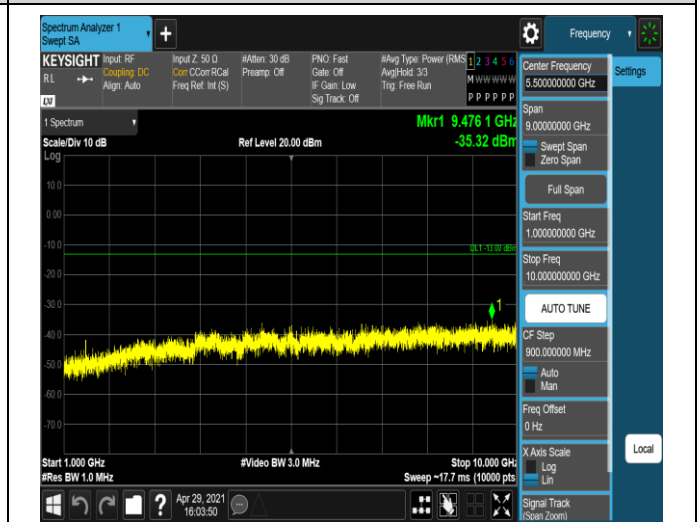 Spectrum Analyzer 1
Swept SA
Frequency
KEYSIGHT
RL
LXI
Input: RF
Coupling: DC
Align: Auto
Input Z: 50 Ω
Corr CCorr RCal
Freq Ref: Int (S)
#Atten: 30 dB
Preamp: Off
PNO: Fast
Gate: Off
IF Gain: Low
Sig Track: Off
#Avg Type: Power (RMS
Avg|Hold: 3/3
Trig: Free Run
1 2 3 4 5 6
M W W W W W
P P P P P P
1 Spectrum
Scale/Div 10 dB
Log
Ref Level 20.00 dBm
Mkr1 9.476 1 GHz
-35.32 dBm
10.0
0.00
-10.0
DL1 -13.00 dBm
-20.0
-30.0
1
-40.0
-50.0
-60.0
-70.0
Start 1.000 GHz
#Res BW 1.0 MHz
#Video BW 3.0 MHz
Stop 10.000 GHz
Sweep ~17.7 ms (10000 pts
Apr 29, 2021
16:03:50
Center Frequency
5.500000000 GHz
Settings
Span
9.00000000 GHz
Swept Span
Zero Span
Full Span
Start Freq
1.000000000 GHz
Stop Freq
10.000000000 GHz
AUTO TUNE
CF Step
900.000000 MHz
Auto
Man
Freq Offset
0 Hz
X Axis Scale
Log
Lin
Local
Signal Track
(Span Zoom)